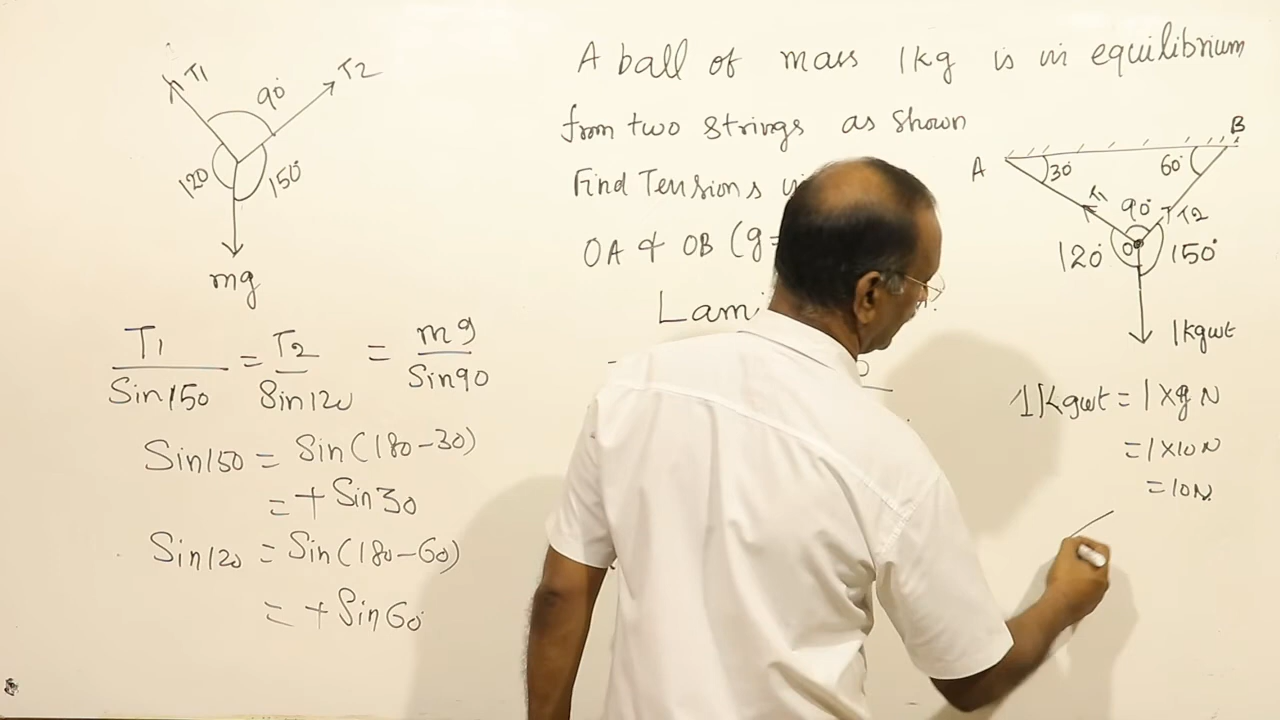 T1
90°
T2
120
150°
mg
T1/Sin150 = T2/Sin120 = mg/Sin90
Sin150 = Sin(180-30)
= + Sin30
Sin120 = Sin(180-60)
= + Sin60
A ball of mass 1kg is in equilibrium
from two strings as shown
Find Tensions
OA & OB (g=
Lami
A
B
30°
60°
T1
90°
T2
O
120°
150°
1kgwt
1Kgwt = 1×g N
= 1×10 N
= 10N